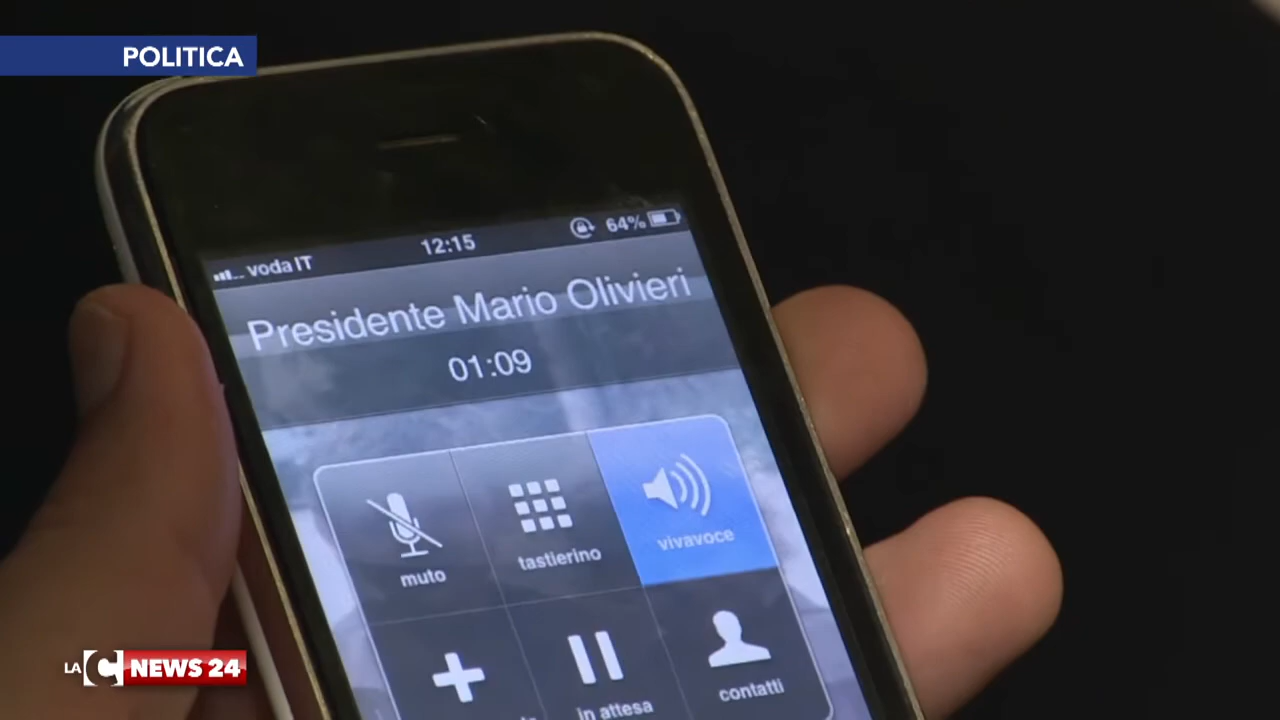 POLITICA
voda IT 12:15 64%
Presidente Mario Olivieri
01:09
muto tastierino vivavoce
in attesa contatti
LA C NEWS 24